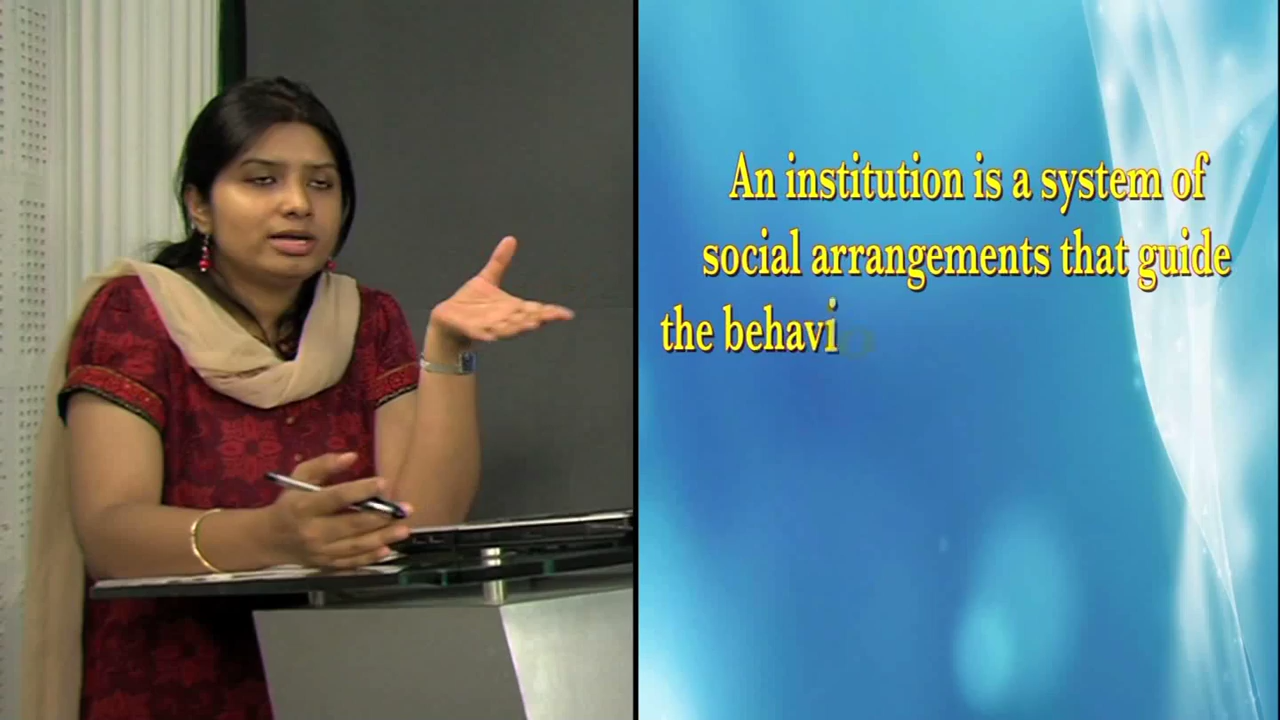 An institution is a system of
social arrangements that guide
the behavi